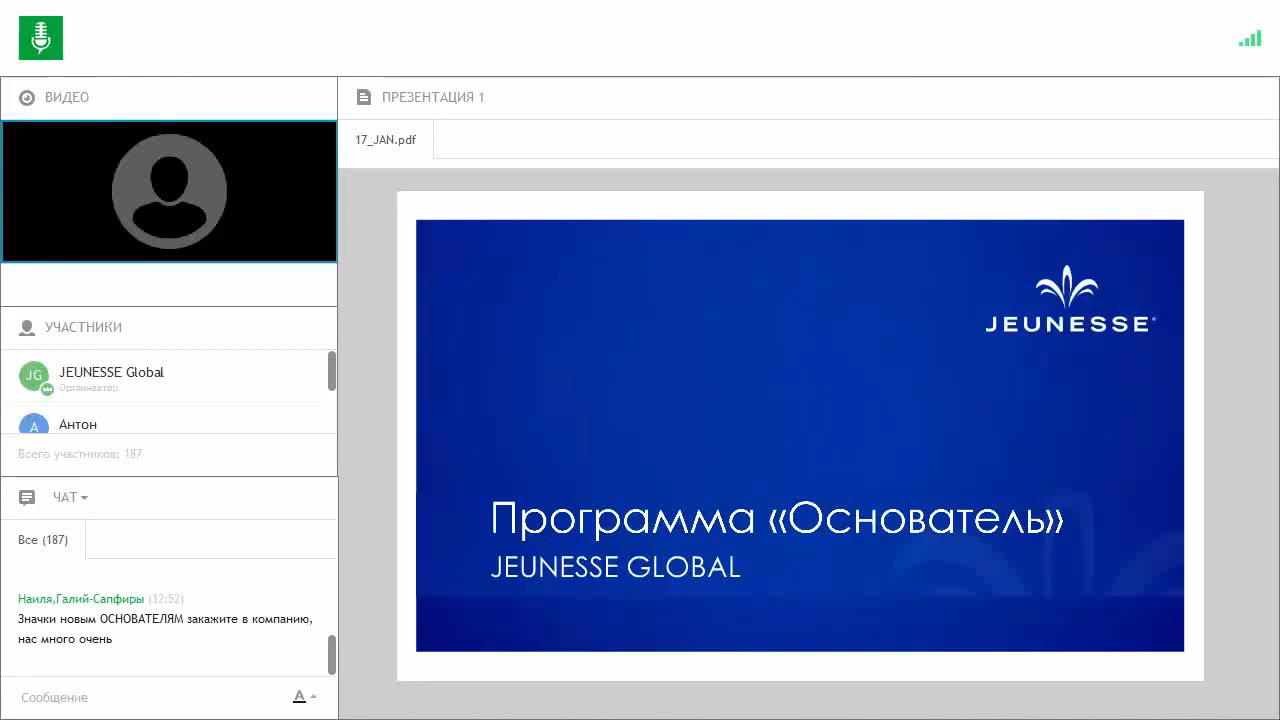 ВИДЕО
ПРЕЗЕНТАЦИЯ 1
17_JAN.pdf
JEUNESSE®
Программа «Основатель»
JEUNESSE GLOBAL
УЧАСТНИКИ
JG
JEUNESSE Global
Организатор
А
Антон
Всего участников: 187
ЧАТ
Все (187)
Наиля,Галий-Сапфиры (12:52)
Значки новым ОСНОВАТЕЛЯМ закажите в компанию,
нас много очень
Сообщение
A